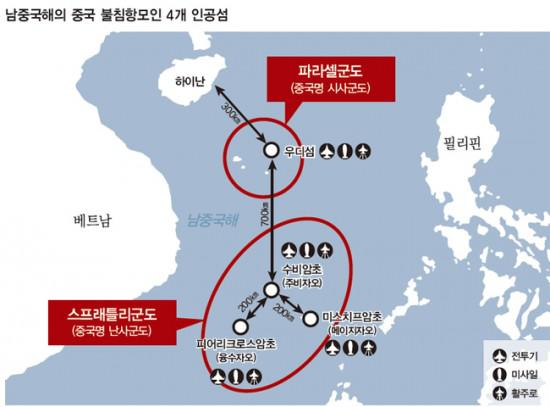 남중국해의 중국 불침항모인 4개 인공섬
하이난
파라셀군도
(중국명 시사군도)
300㎞
우디섬
필리핀
베트남
남중국해
700㎞
수비암초
(주비자오)
스프래틀리군도
(중국명 난사군도)
200㎞
200㎞
미스치프암초
(메이지자오)
피어리크로스암초
(융수자오)
전투기
미사일
활주로